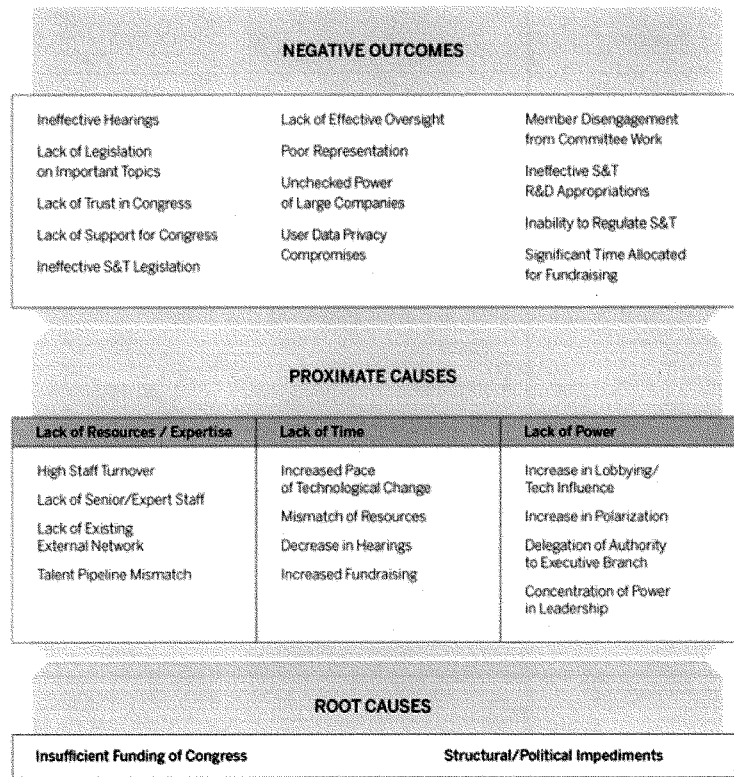 NEGATIVE OUTCOMES
Ineffective Hearings
Lack of Legislation
on Important Topics
Lack of Trust in Congress
Lack of Support for Congress
Ineffective S&T Legislation
Lack of Effective Oversight
Poor Representation
Unchecked Power
of Large Companies
User Data Privacy
Compromises
Member Disengagement
from Committee Work
Ineffective S&T
R&D Appropriations
Inability to Regulate S&T
Significant Time Allocated
for Fundraising
PROXIMATE CAUSES
Lack of Resources / Expertise
High Staff Turnover
Lack of Senior/Expert Staff
Lack of Existing
External Network
Talent Pipeline Mismatch
Lack of Time
Increased Pace
of Technological Change
Mismatch of Resources
Decrease in Hearings
Increased Fundraising
Lack of Power
Increase in Lobbying/
Tech Influence
Increase in Polarization
Delegation of Authority
to Executive Branch
Concentration of Power
in Leadership
ROOT CAUSES
Insufficient Funding of Congress
Structural/Political Impediments